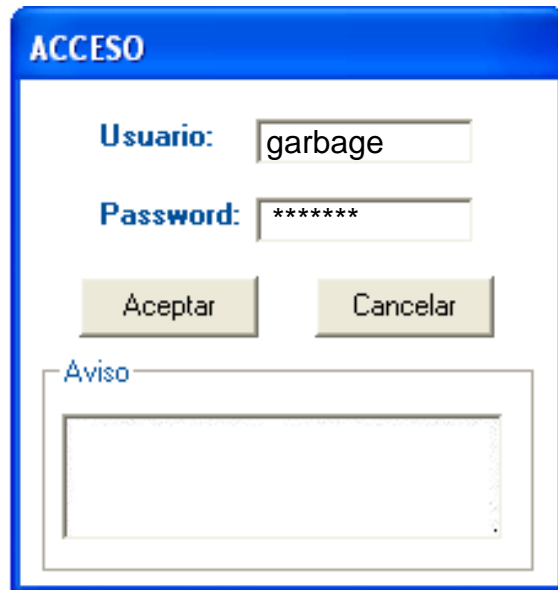 ACCESO
Usuario: garbage
Password: *******
Aceptar Cancelar
Aviso